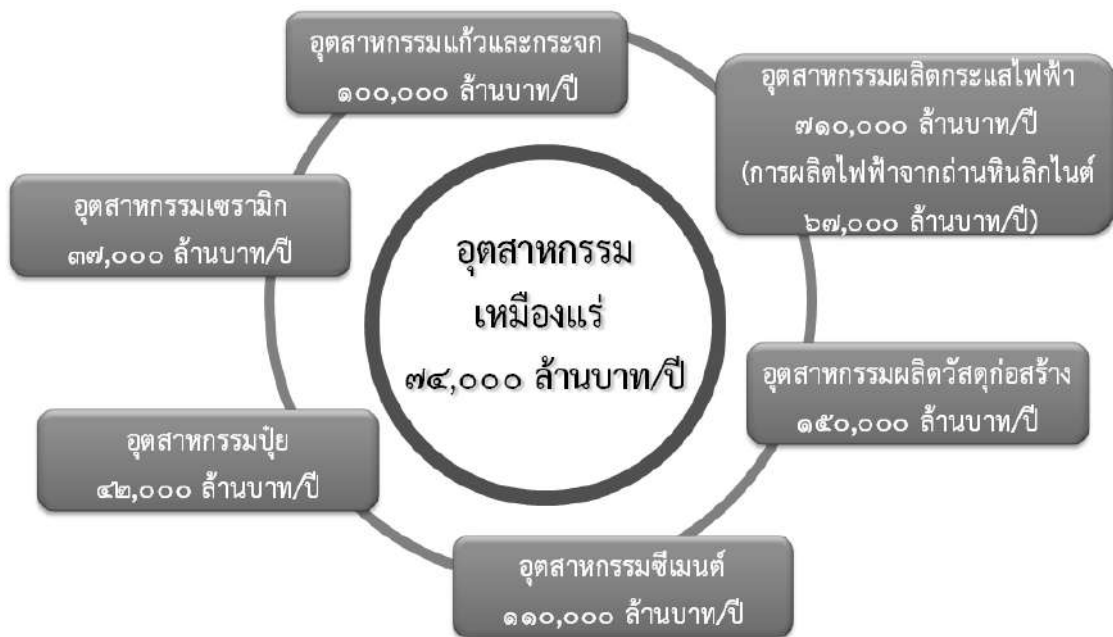 อุตสาหกรรมแก้วและกระจก
๑๐๐,๐๐๐ ล้านบาท/ปี
อุตสาหกรรมผลิตกระแสไฟฟ้า
๗๑๐,๐๐๐ ล้านบาท/ปี
(การผลิตไฟฟ้าจากถ่านหินลิกไนต์
๖๗,๐๐๐ ล้านบาท/ปี)
อุตสาหกรรมเซรามิก
๓๗,๐๐๐ ล้านบาท/ปี
อุตสาหกรรม
เหมืองแร่
๗๔,๐๐๐ ล้านบาท/ปี
อุตสาหกรรมผลิตวัสดุก่อสร้าง
๑๕๐,๐๐๐ ล้านบาท/ปี
อุตสาหกรรมปุ๋ย
๔๒,๐๐๐ ล้านบาท/ปี
อุตสาหกรรมซีเมนต์
๑๑๐,๐๐๐ ล้านบาท/ปี